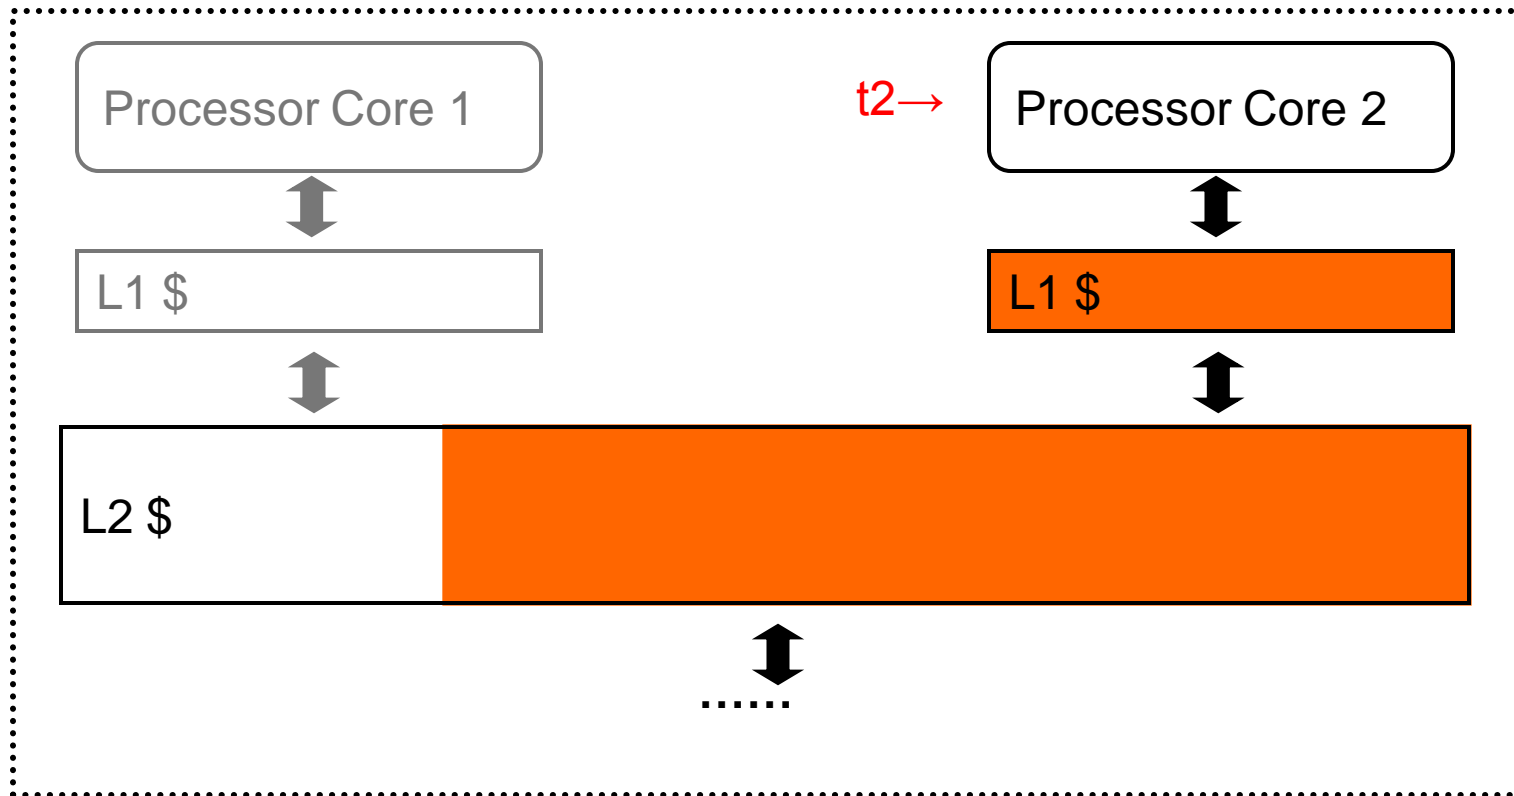 Processor Core 1
t2→
Processor Core 2
L1 $
L1 $
L2 $
......